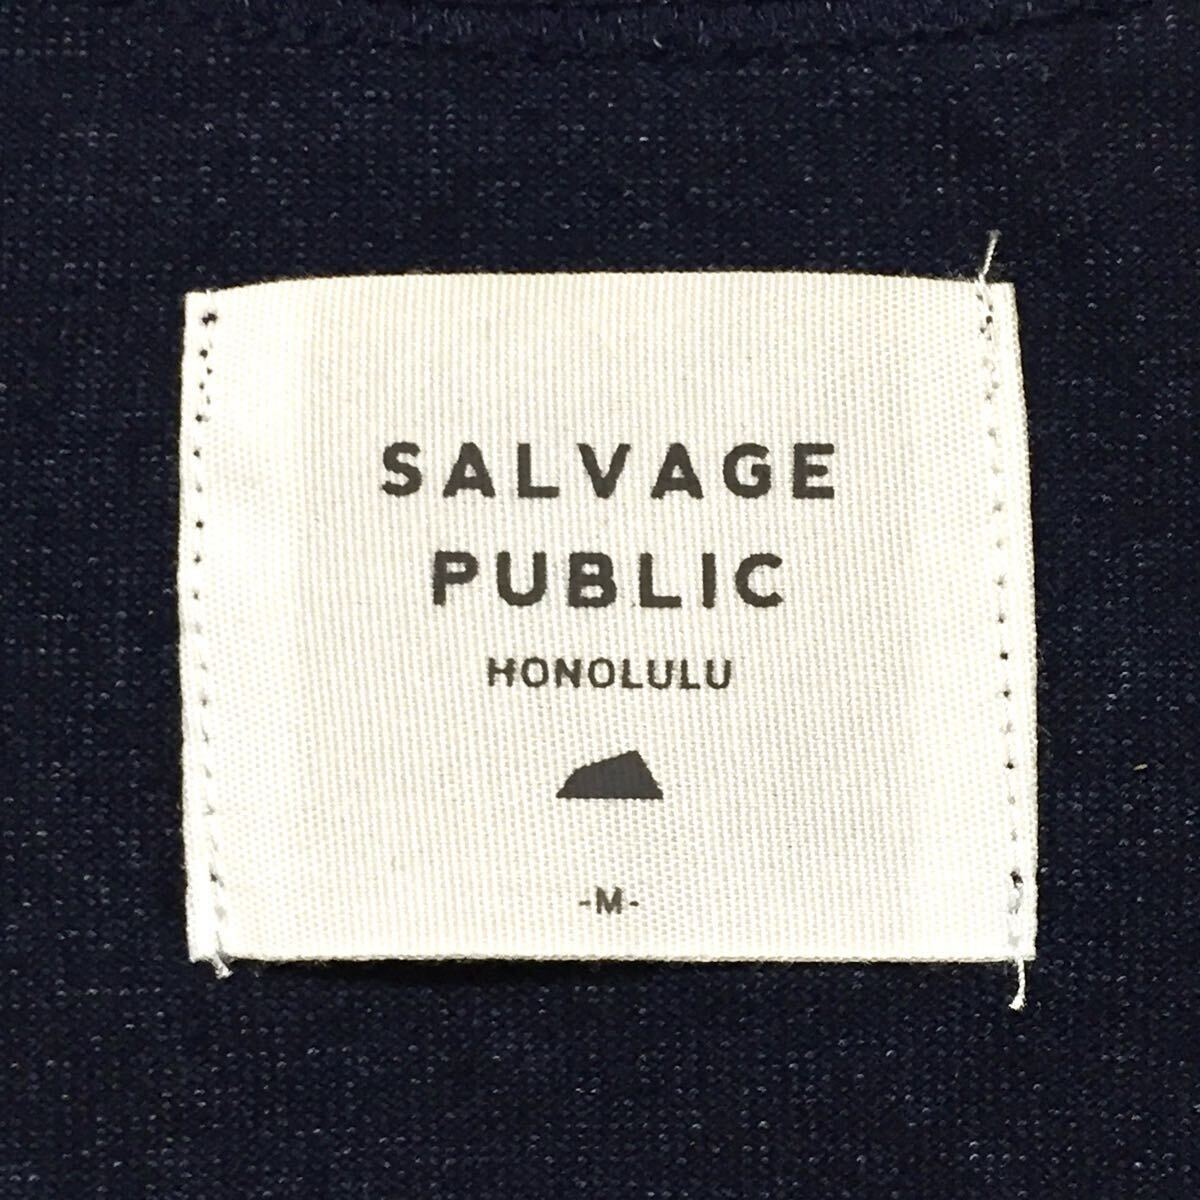 SALVAGE
PUBLIC
HONOLULU
-M-